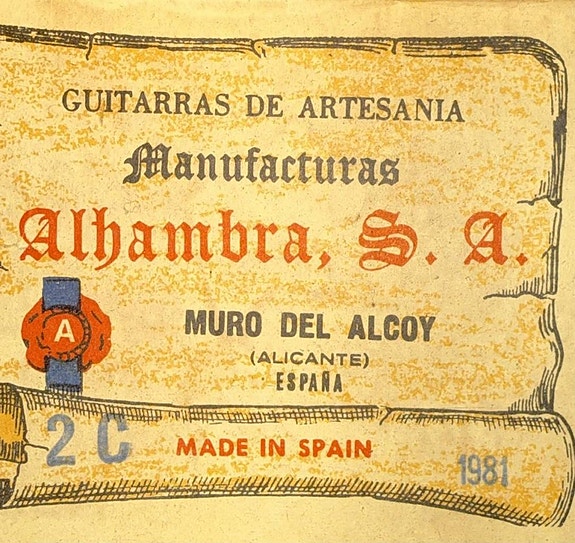 GUITARRAS DE ARTESANIA
Manufacturas
Alhambra, S. A.
A
MURO DEL ALCOY
(ALICANTE)
ESPAÑA
2 C
MADE IN SPAIN
1981